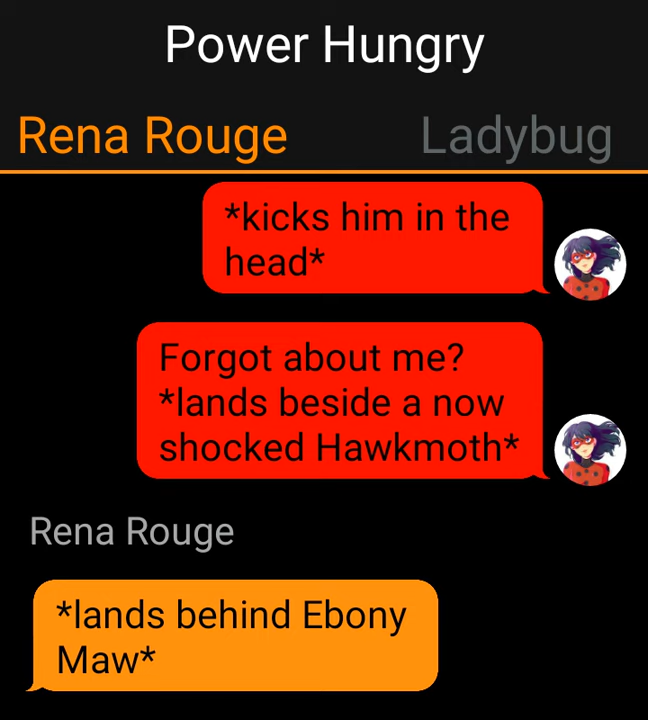 Power Hungry
Rena Rouge
Ladybug
*kicks him in the
head*
Forgot about me?
*lands beside a now
shocked Hawkmoth*
Rena Rouge
*lands behind Ebony
Maw*